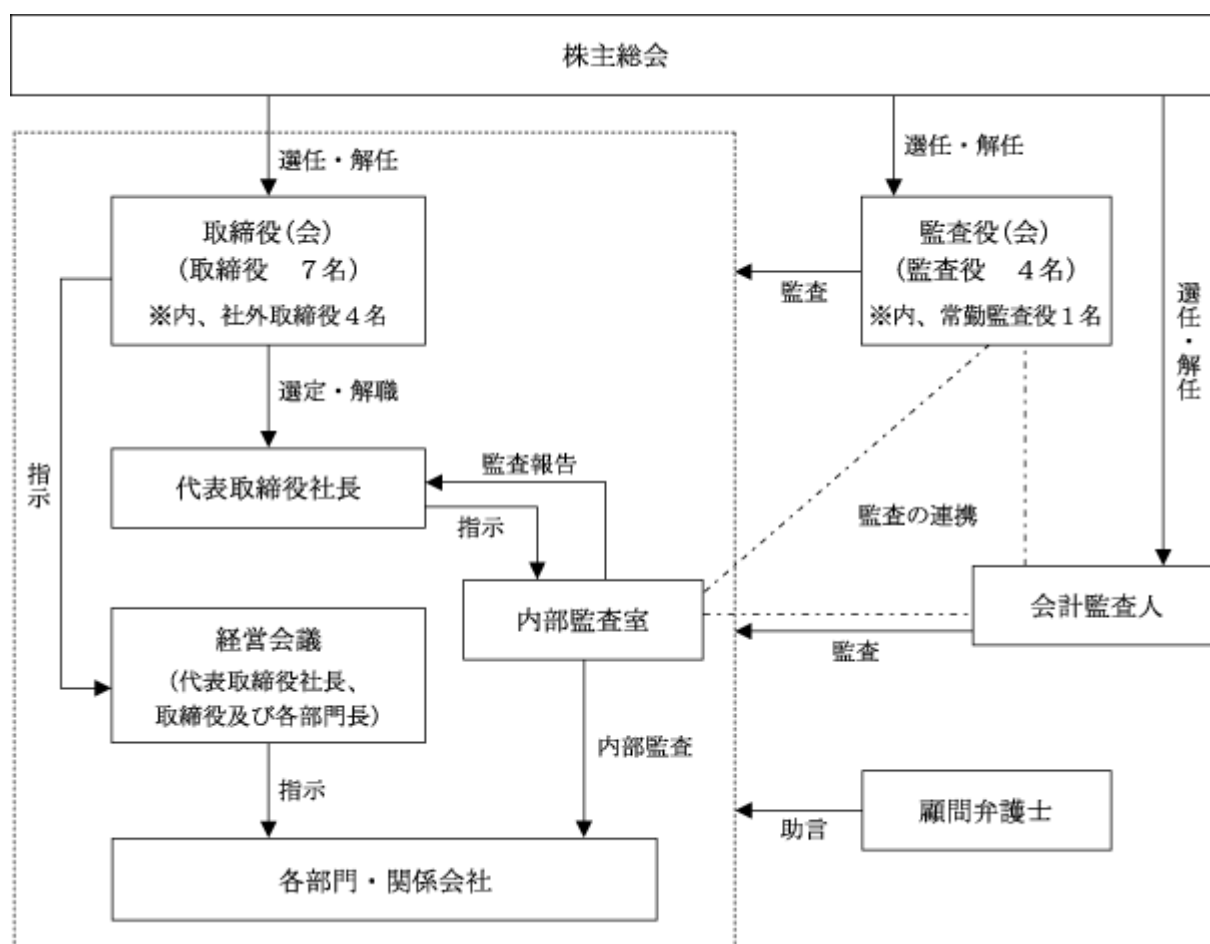 株主総会
選任・解任
選任・解任
選任・解任
取締役(会)
(取締役　7名)
※内、社外取締役4名
監査役(会)
(監査役　4名)
※内、常勤監査役1名
監査
選定・解職
指示
代表取締役社長
監査報告
指示
監査の連携
内部監査室
会計監査人
監査
経営会議
(代表取締役社長、
取締役及び各部門長)
指示
内部監査
顧問弁護士
助言
各部門・関係会社